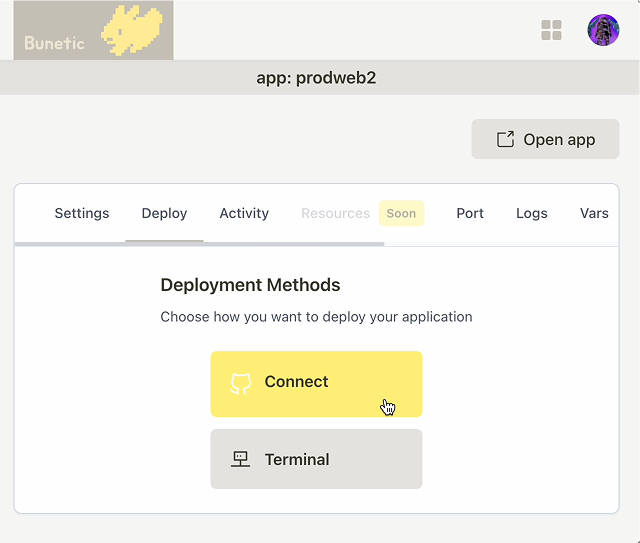 Bunetic
app: prodweb2
Open app
Settings Deploy Activity Resources Soon Port Logs Vars
Deployment Methods
Choose how you want to deploy your application
Connect
Terminal